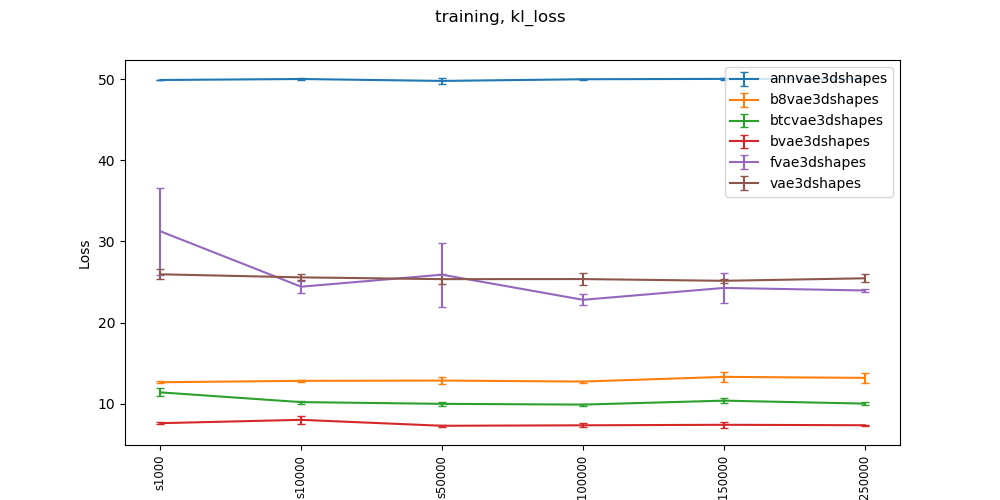 training, kl_loss
50
40
30
20
10
Loss
annvae3dshapes
b8vae3dshapes
btcvae3dshapes
bvae3dshapes
fvae3dshapes
vae3dshapes
s1000
s10000
s50000
100000
150000
250000